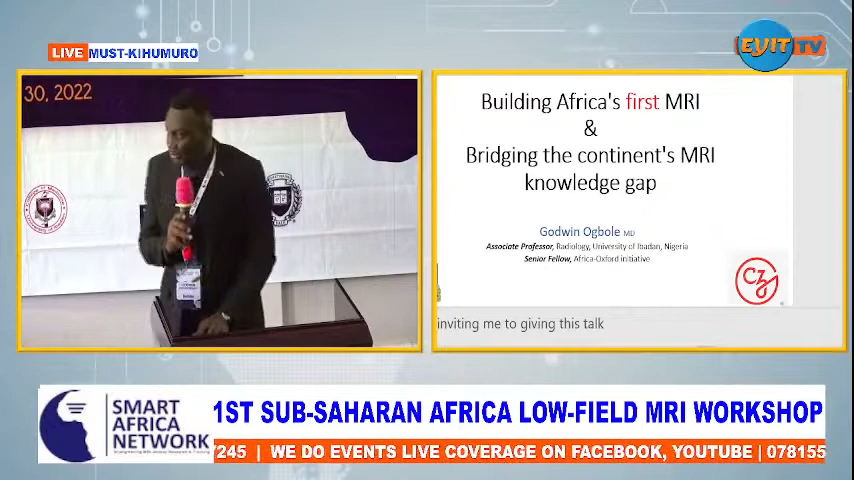 LIVE MUST-KIHUMURO
EVIT TV
30, 2022
Building Africa's first MRI
&
Bridging the continent's MRI
knowledge gap
Godwin Ogbole MD
Associate Professor, Radiology, University of Ibadan, Nigeria
Senior Fellow, Africa-Oxford initiative
CZ
inviting me to giving this talk
SMART
AFRICA
NETWORK
1ST SUB-SAHARAN AFRICA LOW-FIELD MRI WORKSHOP
7245 | WE DO EVENTS LIVE COVERAGE ON FACEBOOK, YOUTUBE | 078155